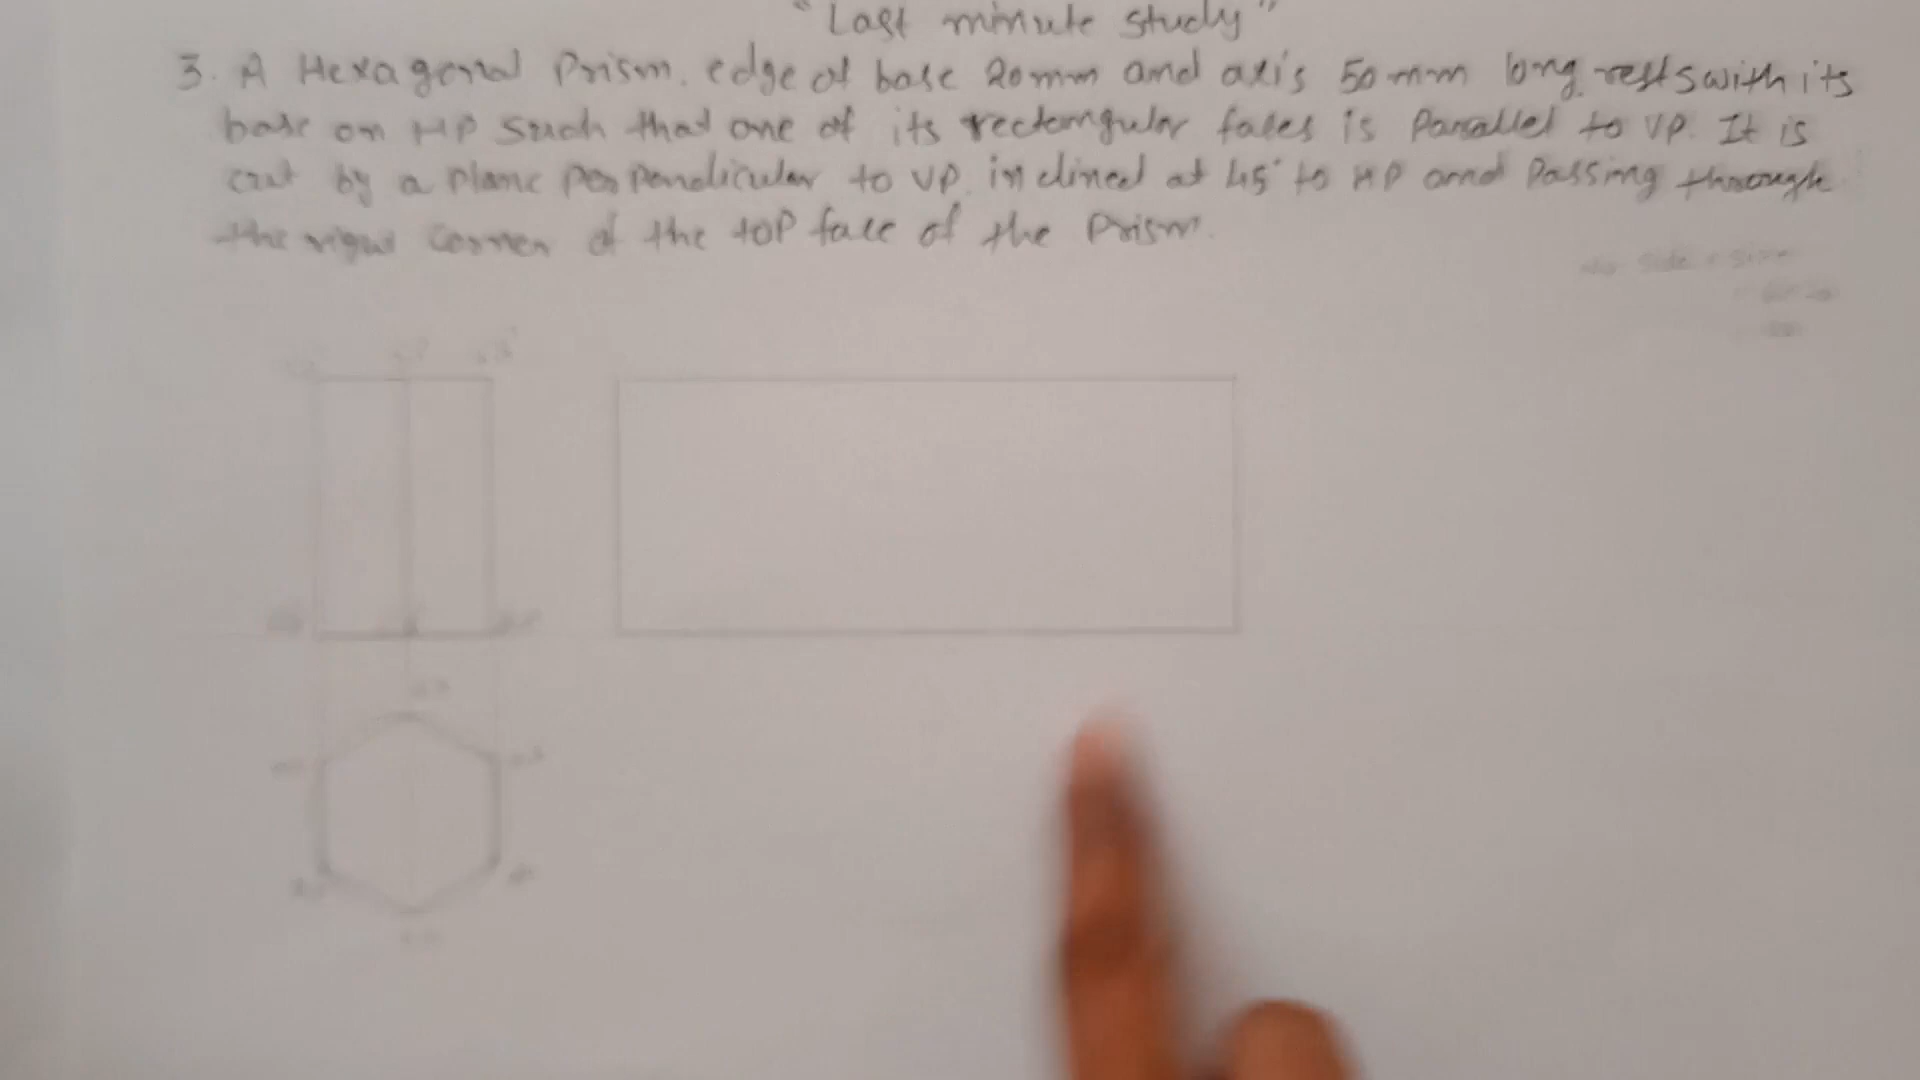 "Last minute study"
3. A Hexagonal Prism. edge of base 20mm and axis 50mm long. rests with its
base on HP such that one of its rectangular faces is Parallel to VP. It is
cut by a Plane Perpendicular to VP. inclined at 45° to HP and Passing through
the right corner of the top face of the Prism.